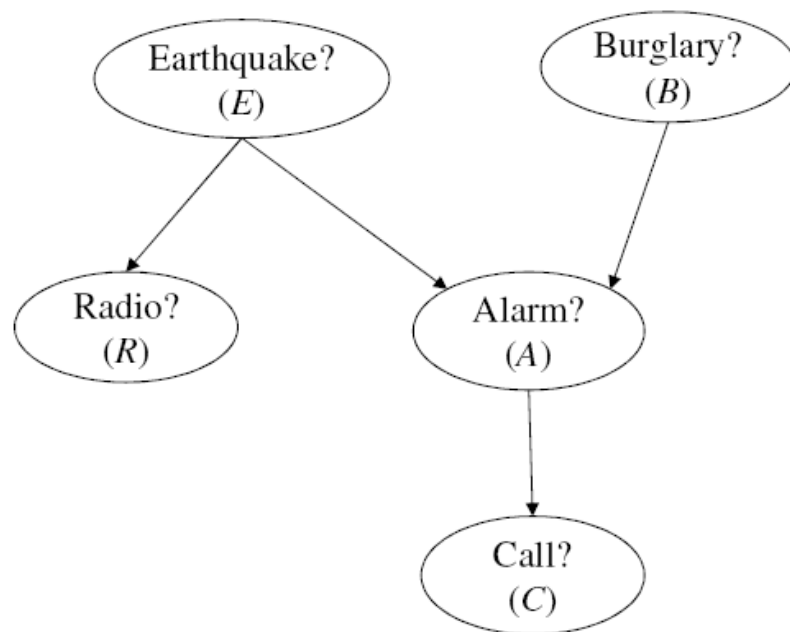 Earthquake?
(E)
Burglary?
(B)
Radio?
(R)
Alarm?
(A)
Call?
(C)